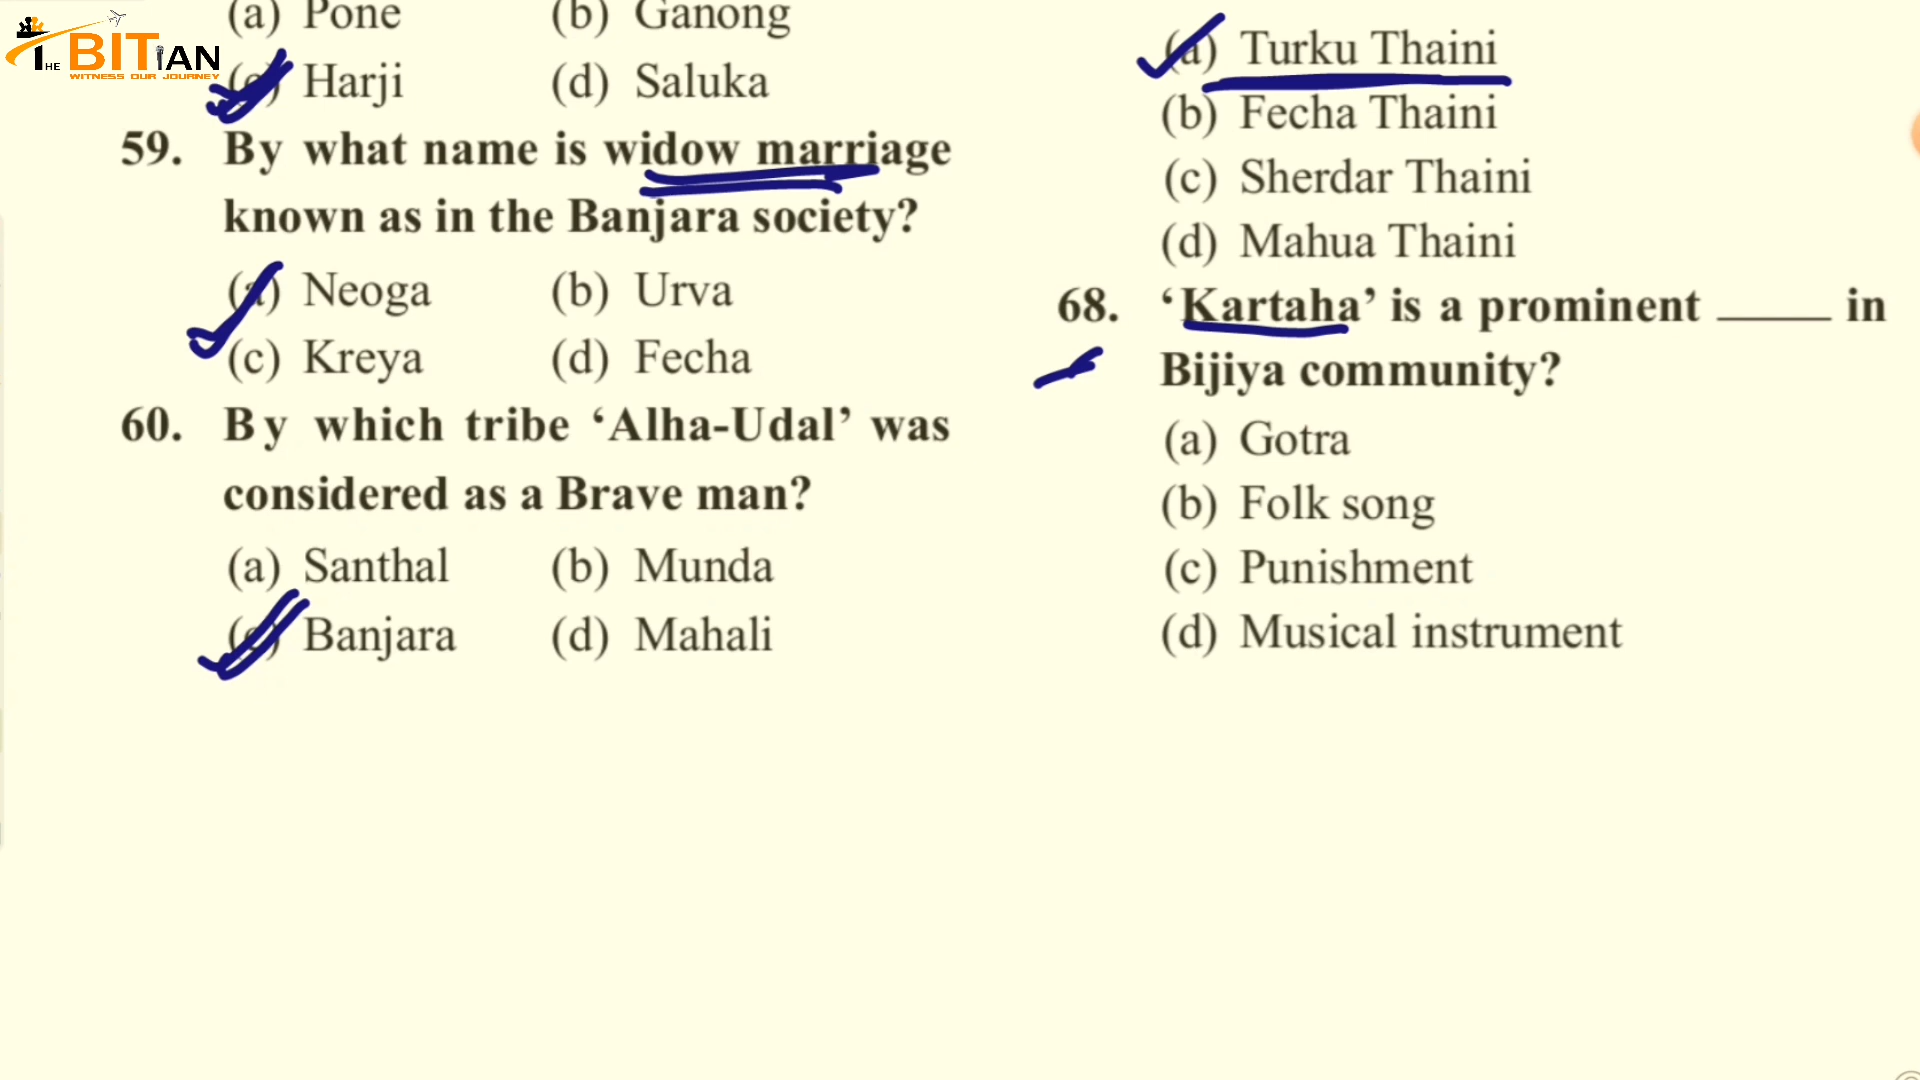 THE BITIAN
WITNESS OUR JOURNEY
(a) Pone (b) Ganong
(c) Harji (d) Saluka
59. By what name is widow marriage
known as in the Banjara society?
(a) Neoga (b) Urva
(c) Kreya (d) Fecha
60. By which tribe ‘Alha-Udal’ was
considered as a Brave man?
(a) Santhal (b) Munda
(c) Banjara (d) Mahali
(a) Turku Thaini
(b) Fecha Thaini
(c) Sherdar Thaini
(d) Mahua Thaini
68. ‘Kartaha’ is a prominent _____ in
Bijiya community?
(a) Gotra
(b) Folk song
(c) Punishment
(d) Musical instrument